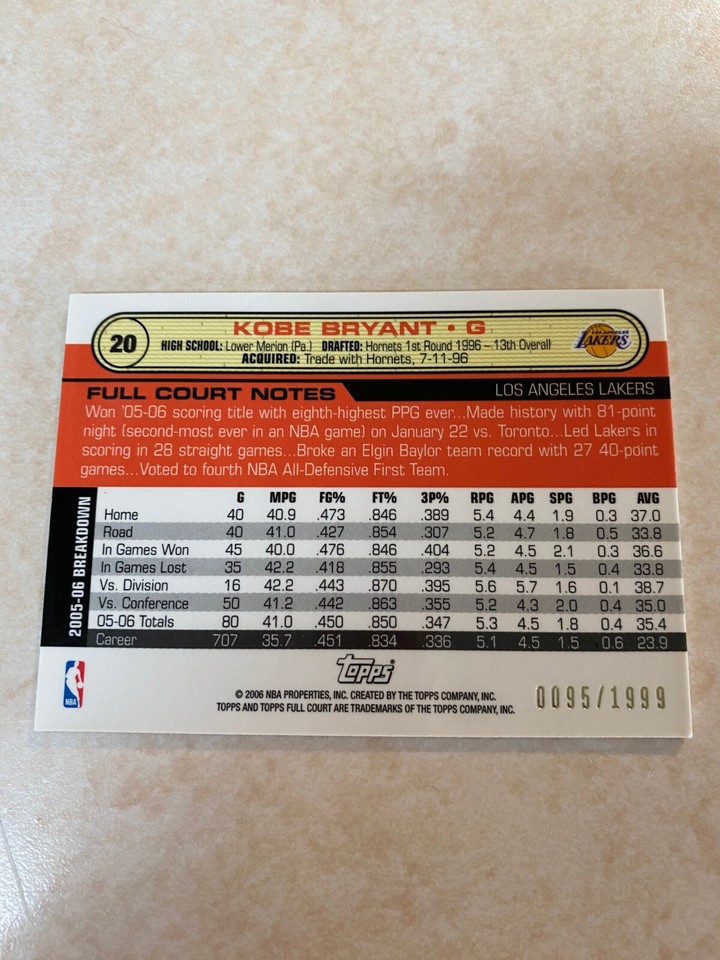 20
KOBE BRYANT • G
HIGH SCHOOL: Lower Merion (Pa.) DRAFTED: Hornets 1st Round 1996 – 13th Overall
ACQUIRED: Trade with Hornets, 7-11-96
LOS ANGELES
LAKERS
FULL COURT NOTES
LOS ANGELES LAKERS
Won '05-06 scoring title with eighth-highest PPG ever...Made history with 81-point
night (second-most ever in an NBA game) on January 22 vs. Toronto...Led Lakers in
scoring in 28 straight games...Broke an Elgin Baylor team record with 27 40-point
games...Voted to fourth NBA All-Defensive First Team.
2005-06 BREAKDOWN
G MPG FG% FT% 3P% RPG APG SPG BPG AVG
Home 40 40.9 .473 .846 .389 5.4 4.4 1.9 0.3 37.0
Road 40 41.0 .427 .854 .307 5.2 4.7 1.8 0.5 33.8
In Games Won 45 40.0 .476 .846 .404 5.2 4.5 2.1 0.3 36.6
In Games Lost 35 42.2 .418 .855 .293 5.4 4.5 1.5 0.4 33.8
Vs. Division 16 42.2 .443 .870 .395 5.6 5.7 1.6 0.1 38.7
Vs. Conference 50 41.2 .442 .863 .355 5.2 4.3 2.0 0.4 35.0
05-06 Totals 80 41.0 .450 .850 .347 5.3 4.5 1.8 0.4 35.4
Career 707 35.7 .451 .834 .336 5.1 4.5 1.5 0.6 23.9
NBA
topps
© 2006 NBA PROPERTIES, INC. CREATED BY THE TOPPS COMPANY, INC.
TOPPS AND TOPPS FULL COURT ARE TRADEMARKS OF THE TOPPS COMPANY, INC.
0095/1999